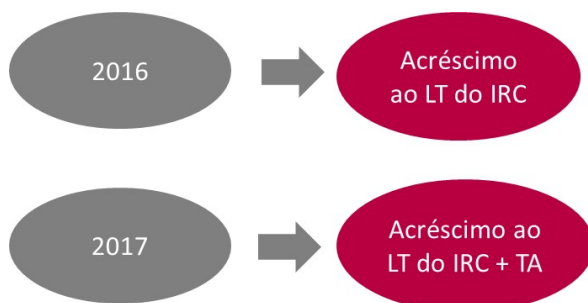 2016
Acréscimo
ao LT do IRC
2017
Acréscimo ao
LT do IRC + TA